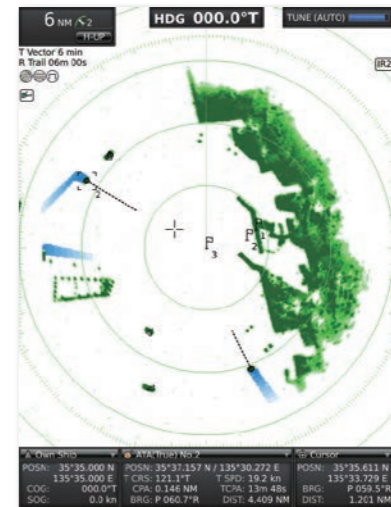 6 NM 2
H-UP
HDG 000.0°T
TUNE (AUTO)
T Vector 6 min
R Trail 06m 00s
IR2
2
1
2
3
Own Ship
POSN: 35°35.000 N
135°35.000 E
COG: 000.0°T
SOG: 0.0 kn
ATA(True) No.2
POSN: 35°37.157 N / 135°30.272 E
T CRS: 121.1°T T SPD: 19.2 kn
CPA: 0.146 NM TCPA: 13m 48s
BRG: P 060.7°R DIST: 4.409 NM
Cursor
POSN: 35°35.611 N
135°33.729 E
BRG: P 059.5°R
DIST: 1.201 NM